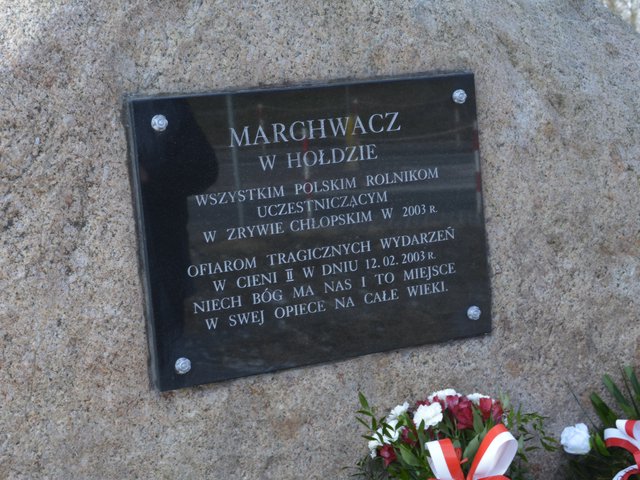 MARCHWACZ
W HOŁDZIE
WSZYSTKIM POLSKIM ROLNIKOM
UCZESTNICZĄCYM
W ZRYWIE CHŁOPSKIM W 2003 R.
OFIAROM TRAGICZNYCH WYDARZEŃ
W CIENI II W DNIU 12.02.2003 R.
NIECH BÓG MA NAS I TO MIEJSCE
W SWEJ OPIECE NA CAŁE WIEKI.